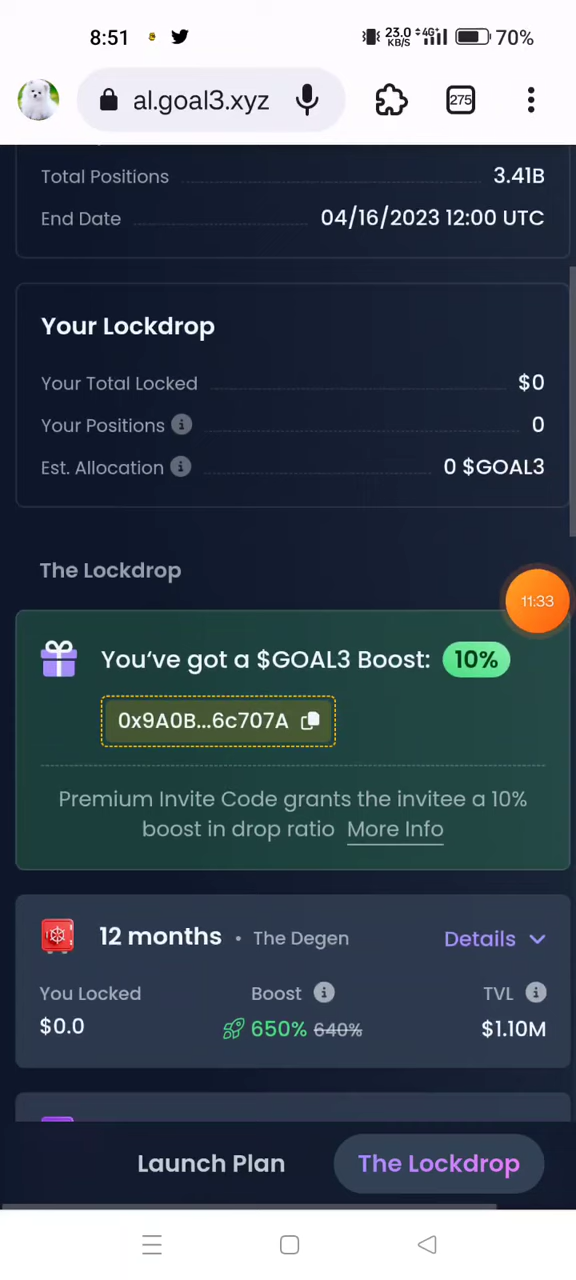 8:51 23.0 KB/S 4G+ 70%
al.goal3.xyz 275
Total Positions 3.41B
End Date 04/16/2023 12:00 UTC
Your Lockdrop
Your Total Locked $0
Your Positions 0
Est. Allocation 0 $GOAL3
The Lockdrop
11:33
You've got a $GOAL3 Boost: 10%
0x9A0B...6c707A
Premium Invite Code grants the invitee a 10%
boost in drop ratio More Info
12 months • The Degen Details
You Locked Boost TVL
$0.0 650% 640% $1.10M
Launch Plan The Lockdrop